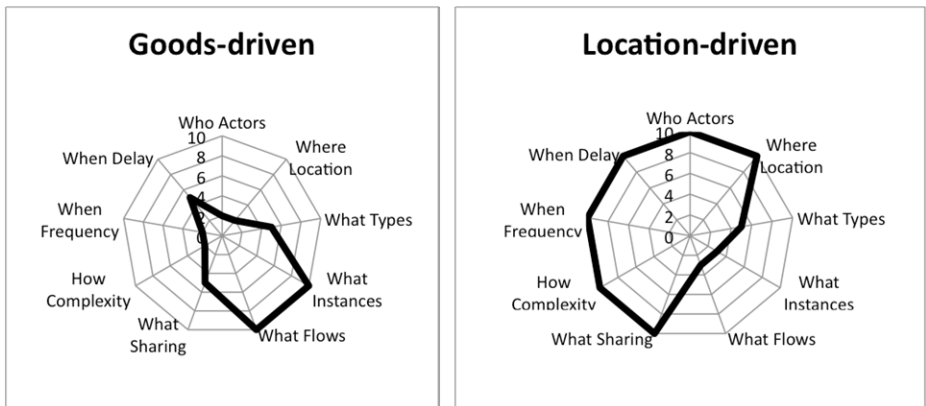 Goods-driven
Who Actors
Where
Location
What Types
What
Instances
What Flows
What
Sharing
How
Complexity
When
Frequency
When Delay
10
8
6
4
2
0
Location-driven
Who Actors
Where
Location
What Types
What
Instances
What Flows
What Sharing
How
Complexity
When
Frequency
When Delay
10
8
6
4
2
0